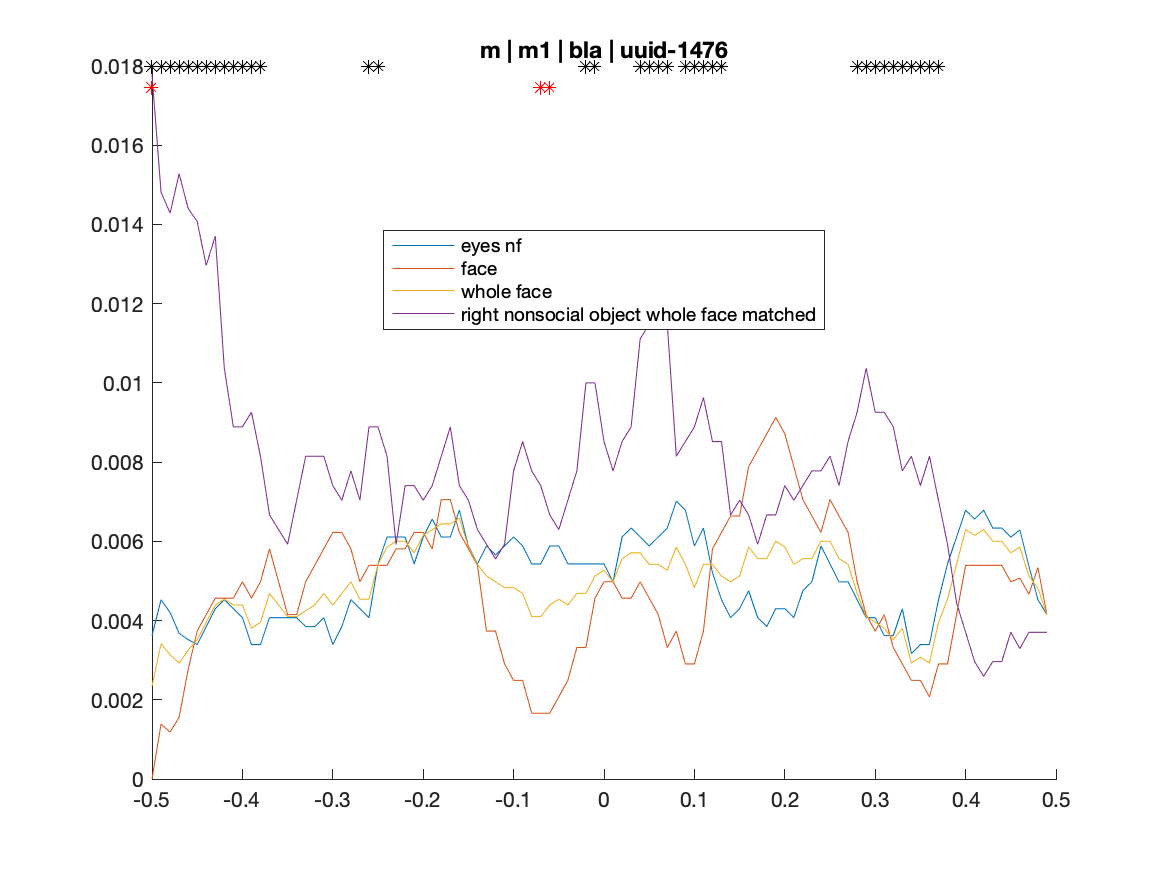 m | m1 | bla | uuid-1476
0.018
0.016
0.014
0.012
0.01
0.008
0.006
0.004
0.002
0
eyes nf
face
whole face
right nonsocial object whole face matched
-0.5 -0.4 -0.3 -0.2 -0.1 0 0.1 0.2 0.3 0.4 0.5